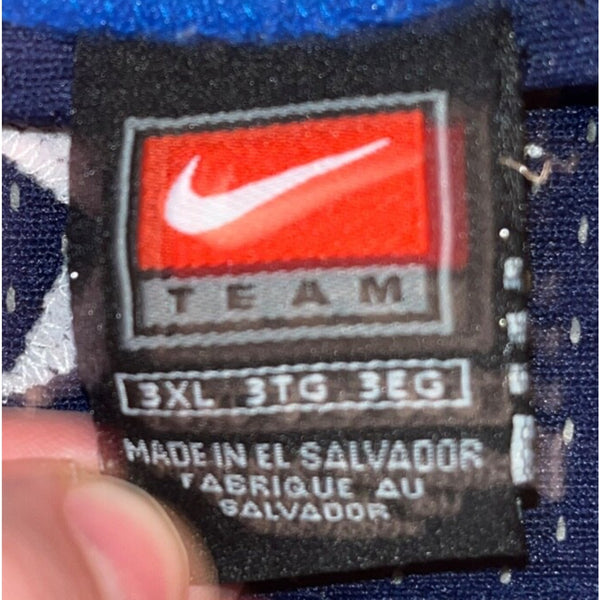 TEAM
3XL 3TG 3EG
MADE IN EL SALVADOR
FABRIQUE AU
SALVADOR